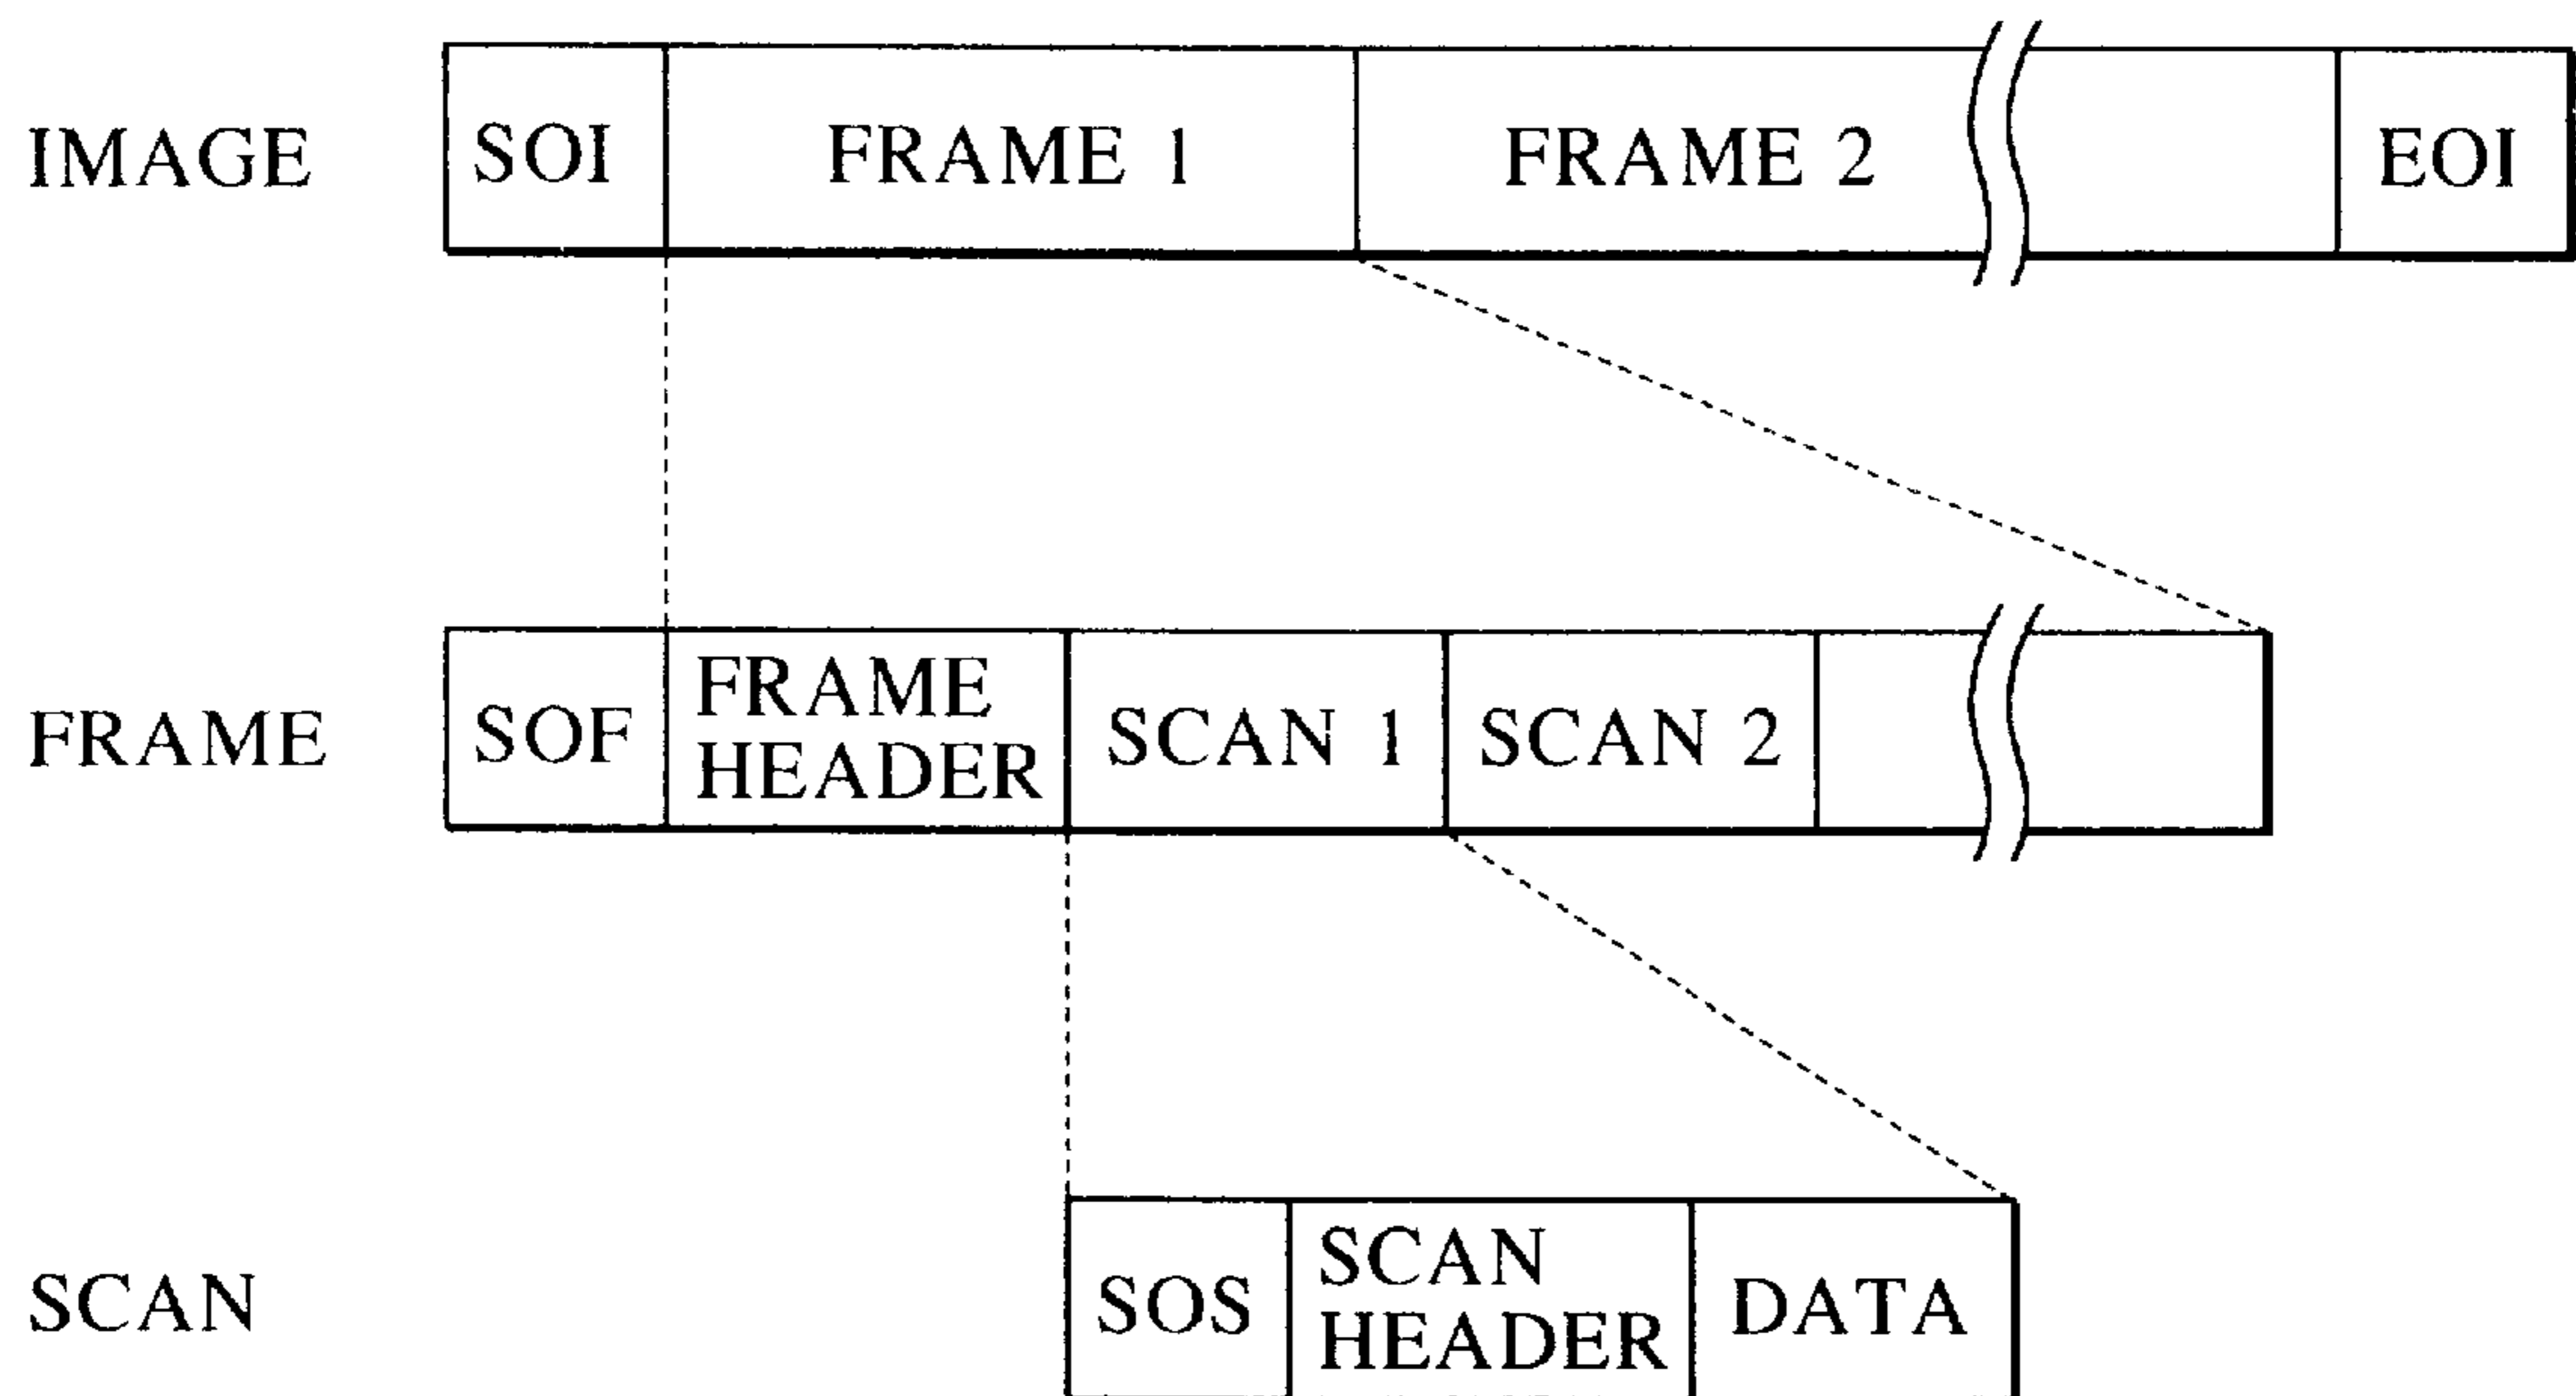 IMAGE SOI FRAME 1 FRAME 2 EOI
FRAME SOF FRAME HEADER SCAN 1 SCAN 2
SCAN SOS SCAN HEADER DATA